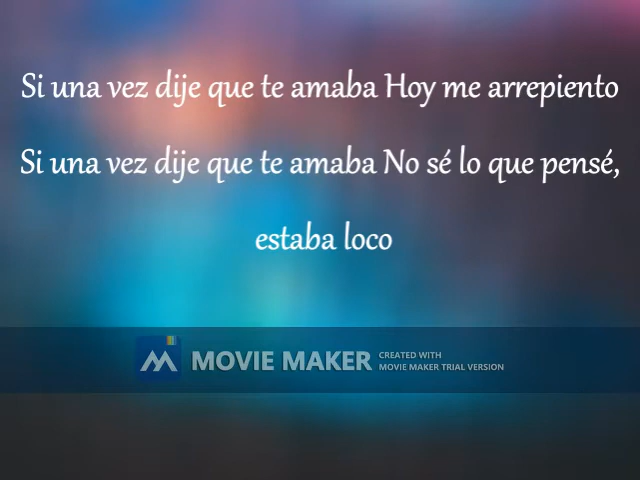 Si una vez dije que te amaba Hoy me arrepiento
Si una vez dije que te amaba No sé lo que pensé,
estaba loco
MOVIE MAKER
CREATED WITH
MOVIE MAKER TRIAL VERSION